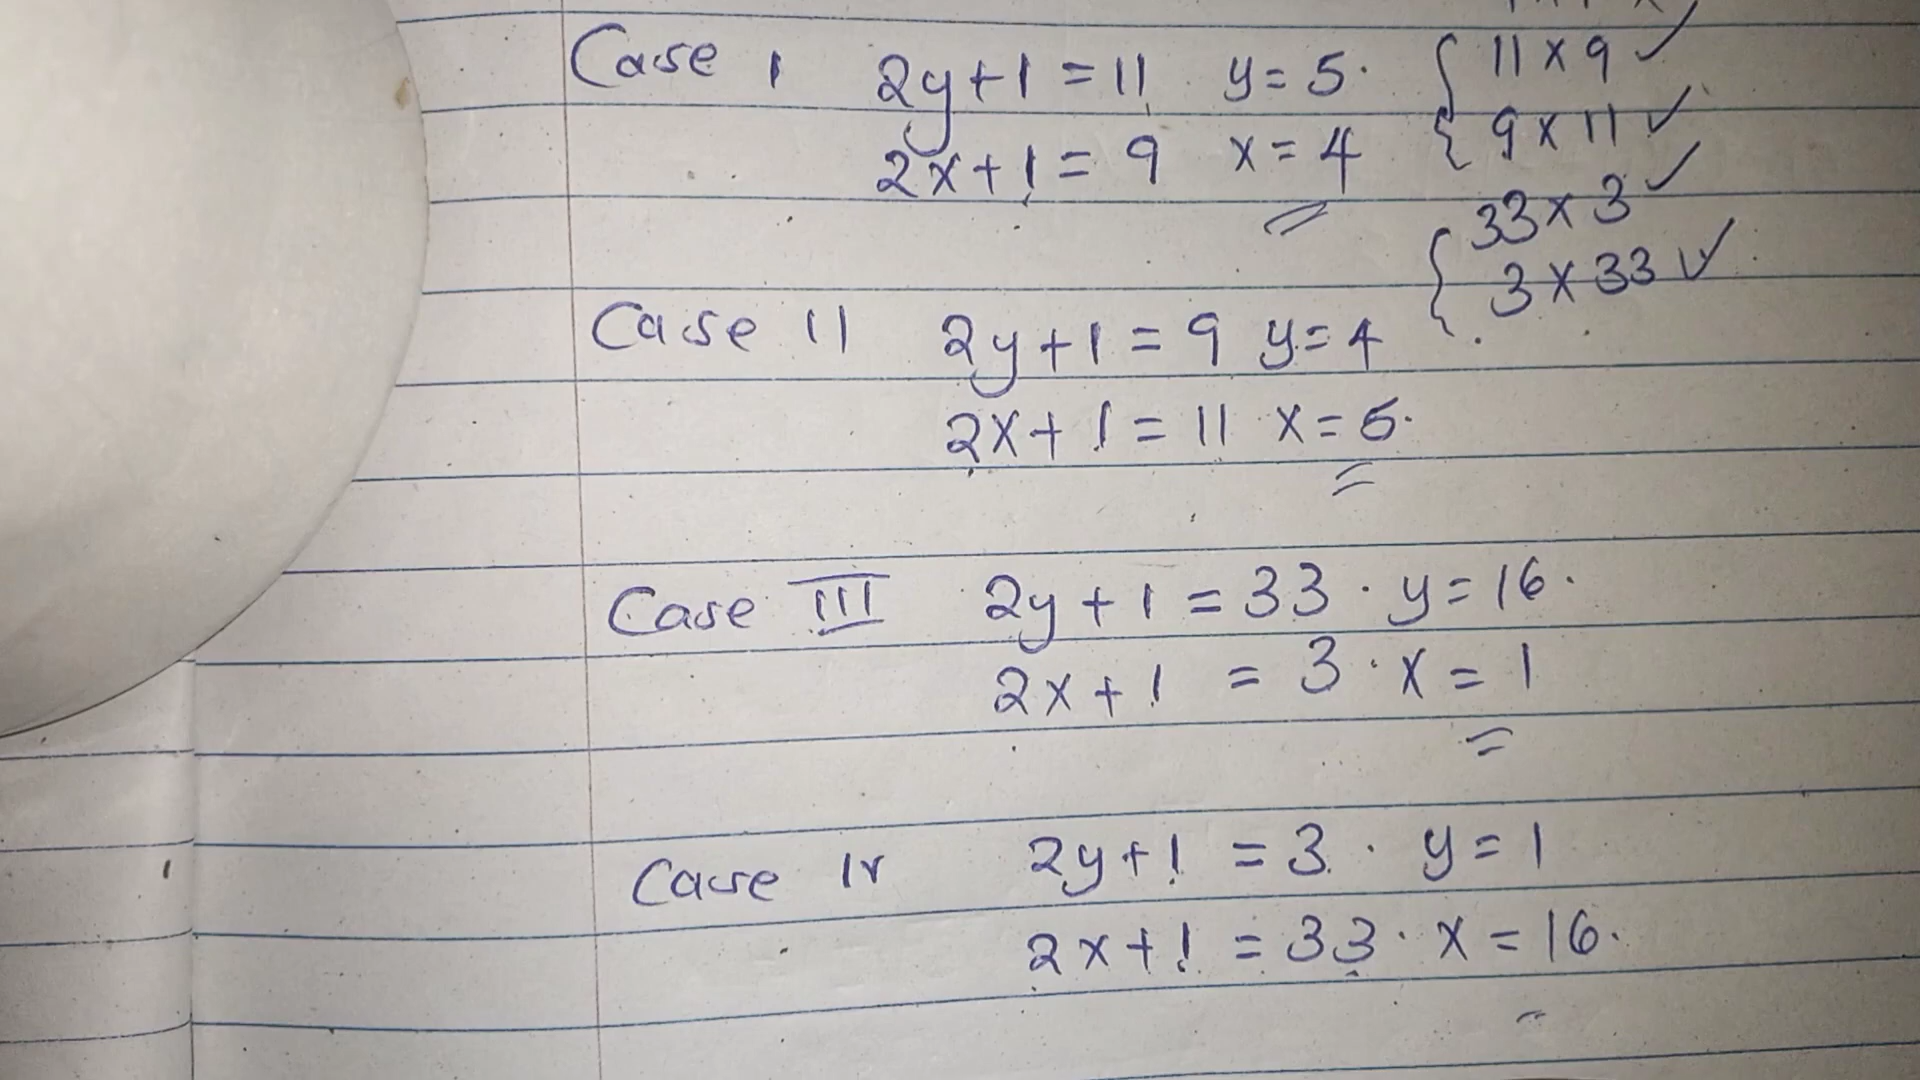 Case I 2y+1 = 11 y = 5.
2x+1 = 9 x = 4
{ 11 x 9 ✓
{ 9 x 11 ✓
{ 33 x 3 ✓
{ 3 x 33 ✓
Case II 2y+1 = 9 y = 4
2x+1 = 11 x = 5.
Case III 2y+1 = 33 . y = 16.
2x+1 = 3 . x = 1
Case IV 2y+1 = 3 . y = 1
2x+1 = 33 . x = 16.